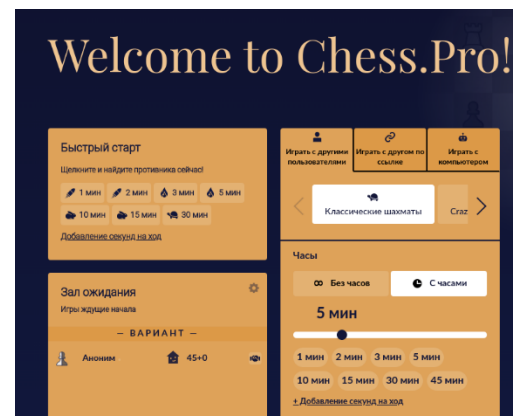 Welcome to Chess.Pro!
Быстрый старт
Щелкните и найдите противника сейчас!
1 мин 2 мин 3 мин 5 мин
10 мин 15 мин 30 мин
Добавление секунд на ход
Зал ожидания
Игры ждущие начала
– ВАРИАНТ –
Аноним 45+0
Играть с другими пользователями
Играть с другом по ссылке
Играть с компьютером
Классические шахматы
Craz
Часы
Без часов С часами
5 мин
1 мин 2 мин 3 мин 5 мин
10 мин 15 мин 30 мин 45 мин
+ Добавление секунд на ход